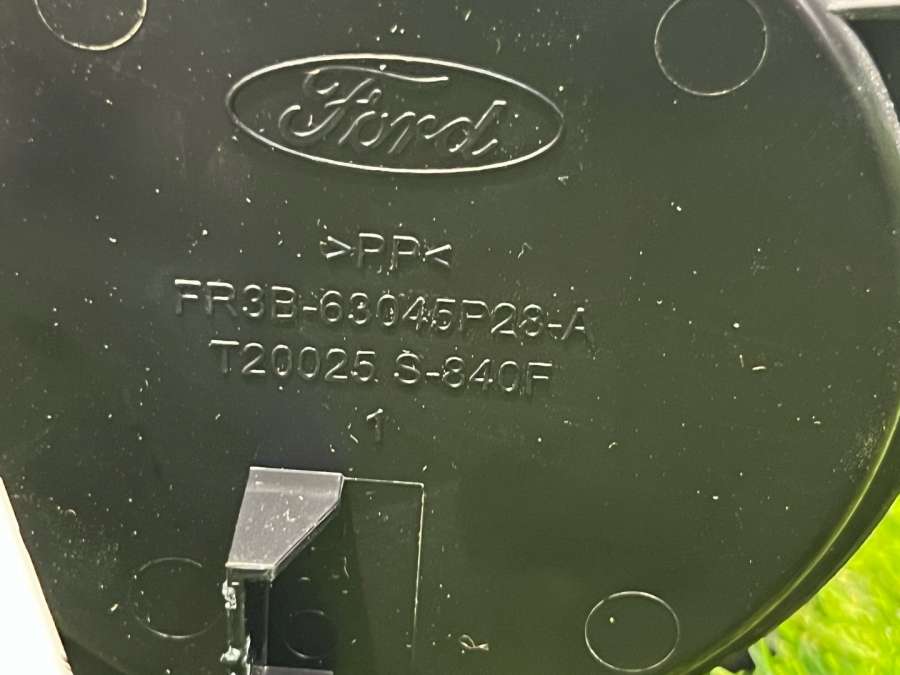 Ford
>PP<
FR3B-63045P28-A
T20025 S-840F
1